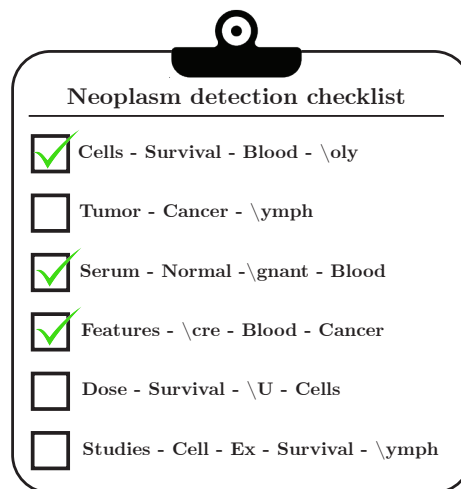 Neoplasm detection checklist
Cells - Survival - Blood - \oly
Tumor - Cancer - \ymph
Serum - Normal -\gnant - Blood
Features - \cre - Blood - Cancer
Dose - Survival - \U - Cells
Studies - Cell - Ex - Survival - \ymph